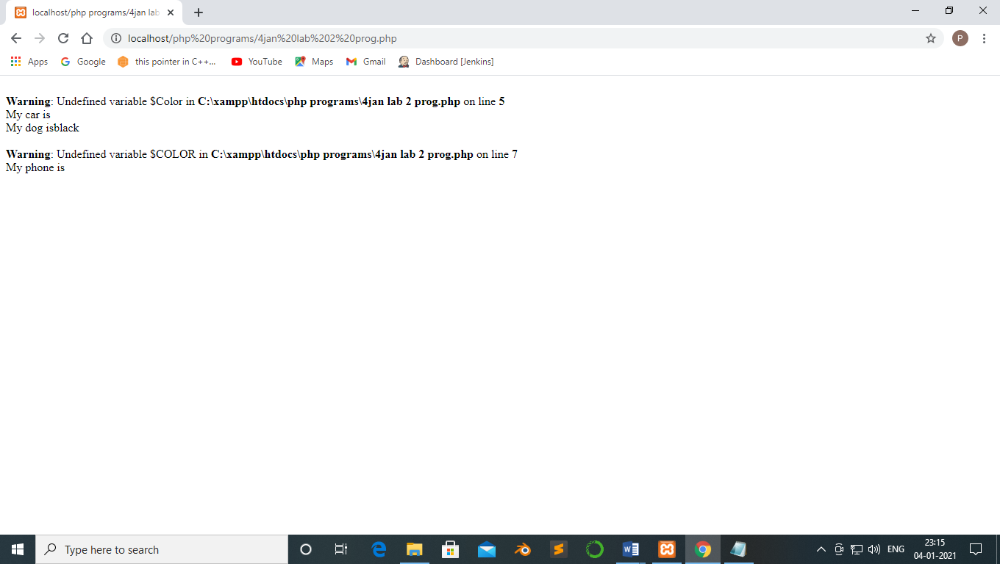 localhost/php programs/4jan lab
localhost/php%20programs/4jan%20lab%202%20prog.php
P
Apps Google this pointer in C++... YouTube Maps Gmail Dashboard [Jenkins]
Warning: Undefined variable $Color in C:\xampp\htdocs\php programs\4jan lab 2 prog.php on line 5
My car is
My dog isblack
Warning: Undefined variable $COLOR in C:\xampp\htdocs\php programs\4jan lab 2 prog.php on line 7
My phone is
Type here to search
ENG
23:15
04-01-2021